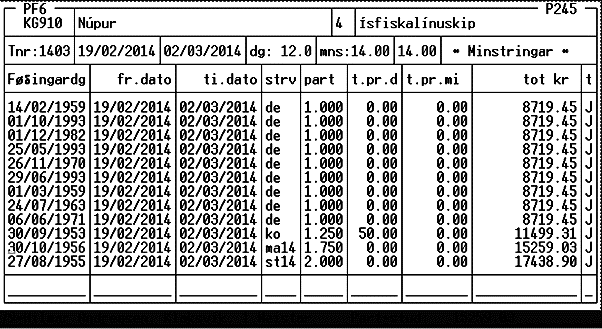 PF6 P245
KG910 Núpur 4 ísfiskalínuskip
Tnr:1403 19/02/2014 02/03/2014 dg: 12.0 mns:14.00 14.00 * Minstringar *
Føðingardg fr.dato ti.dato strv part t.pr.d t.pr.mi tot kr t
14/02/1959 19/02/2014 02/03/2014 de 1.000 0.00 0.00 8719.45 J
01/10/1993 19/02/2014 02/03/2014 de 1.000 0.00 0.00 8719.45 J
01/12/1982 19/02/2014 02/03/2014 de 1.000 0.00 0.00 8719.45 J
25/05/1993 19/02/2014 02/03/2014 de 1.000 0.00 0.00 8719.45 J
26/11/1970 19/02/2014 02/03/2014 de 1.000 0.00 0.00 8719.45 J
29/06/1993 19/02/2014 02/03/2014 de 1.000 0.00 0.00 8719.45 J
01/03/1959 19/02/2014 02/03/2014 de 1.000 0.00 0.00 8719.45 J
24/07/1963 19/02/2014 02/03/2014 de 1.000 0.00 0.00 8719.45 J
06/06/1971 19/02/2014 02/03/2014 de 1.000 0.00 0.00 8719.45 J
30/09/1953 19/02/2014 02/03/2014 ko 1.250 50.00 0.00 11499.31 J
30/10/1956 19/02/2014 02/03/2014 ma14 1.750 0.00 0.00 15259.03 J
27/08/1955 19/02/2014 02/03/2014 st14 2.000 0.00 0.00 17438.90 J